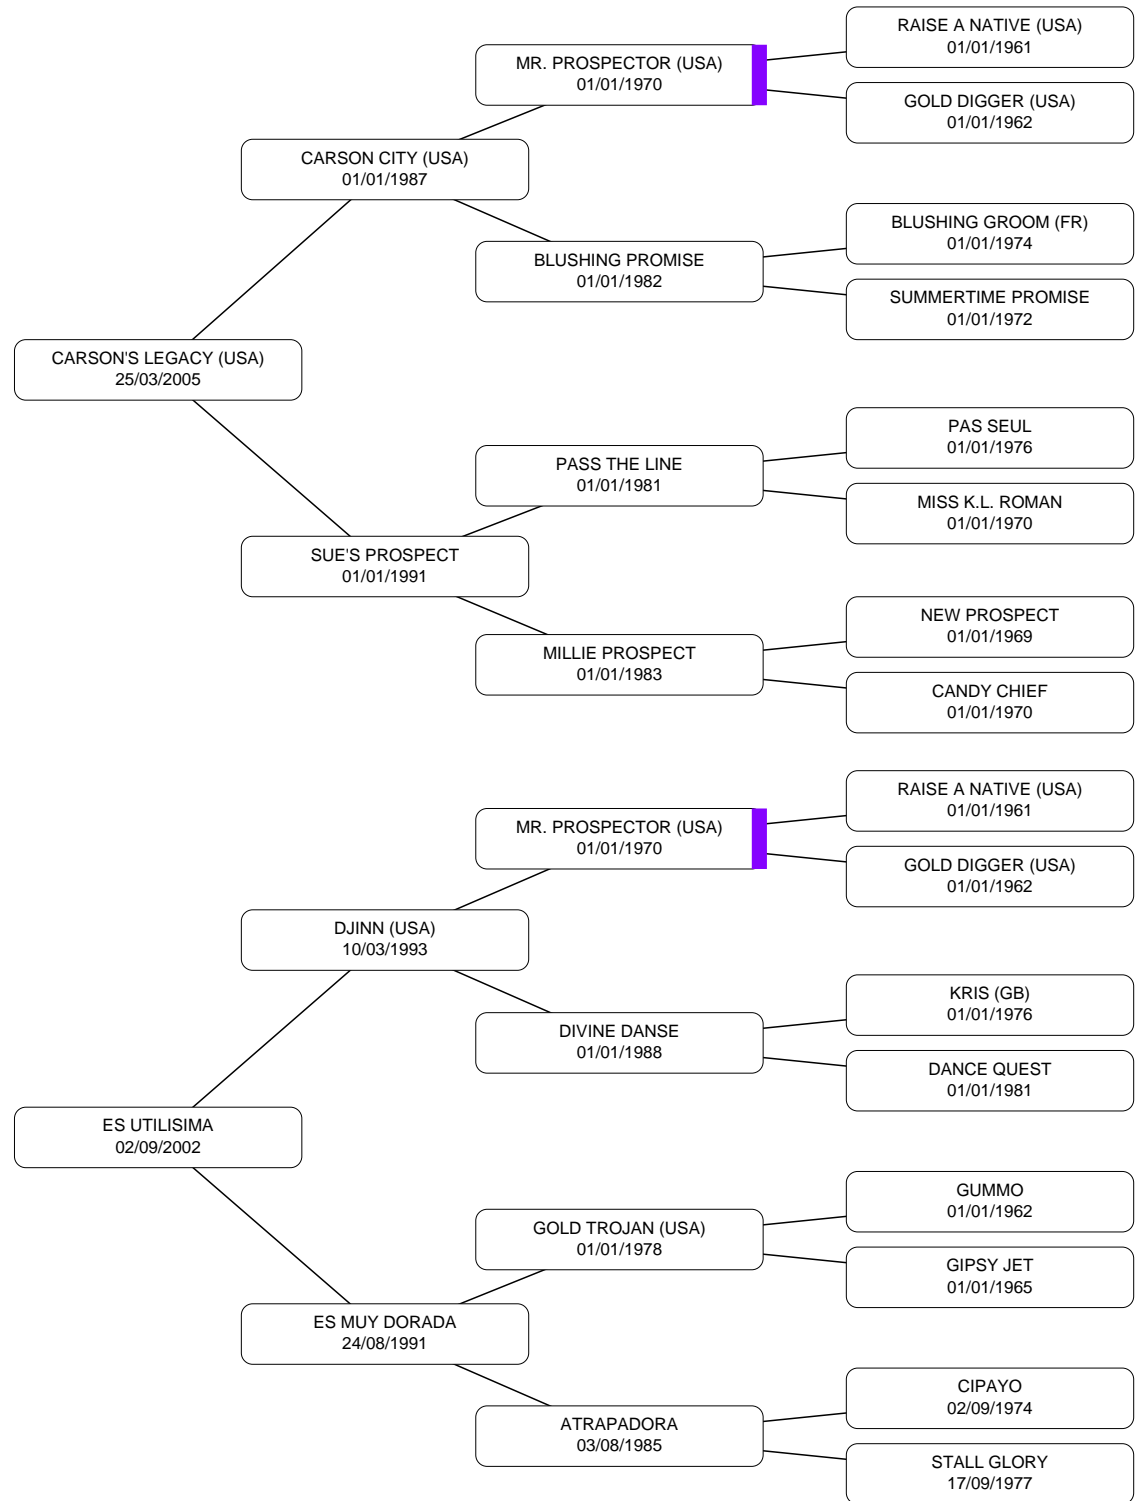 RAISE A NATIVE (USA)
01/01/1961
MR. PROSPECTOR (USA)
01/01/1970
GOLD DIGGER (USA)
01/01/1962
CARSON CITY (USA)
01/01/1987
BLUSHING GROOM (FR)
01/01/1974
BLUSHING PROMISE
01/01/1982
SUMMERTIME PROMISE
01/01/1972
CARSON'S LEGACY (USA)
25/03/2005
PAS SEUL
01/01/1976
PASS THE LINE
01/01/1981
MISS K.L. ROMAN
01/01/1970
SUE'S PROSPECT
01/01/1991
NEW PROSPECT
01/01/1969
MILLIE PROSPECT
01/01/1983
CANDY CHIEF
01/01/1970
RAISE A NATIVE (USA)
01/01/1961
MR. PROSPECTOR (USA)
01/01/1970
GOLD DIGGER (USA)
01/01/1962
DJINN (USA)
10/03/1993
KRIS (GB)
01/01/1976
DIVINE DANSE
01/01/1988
DANCE QUEST
01/01/1981
ES UTILISIMA
02/09/2002
GUMMO
01/01/1962
GOLD TROJAN (USA)
01/01/1978
GIPSY JET
01/01/1965
ES MUY DORADA
24/08/1991
CIPAYO
02/09/1974
ATRAPADORA
03/08/1985
STALL GLORY
17/09/1977